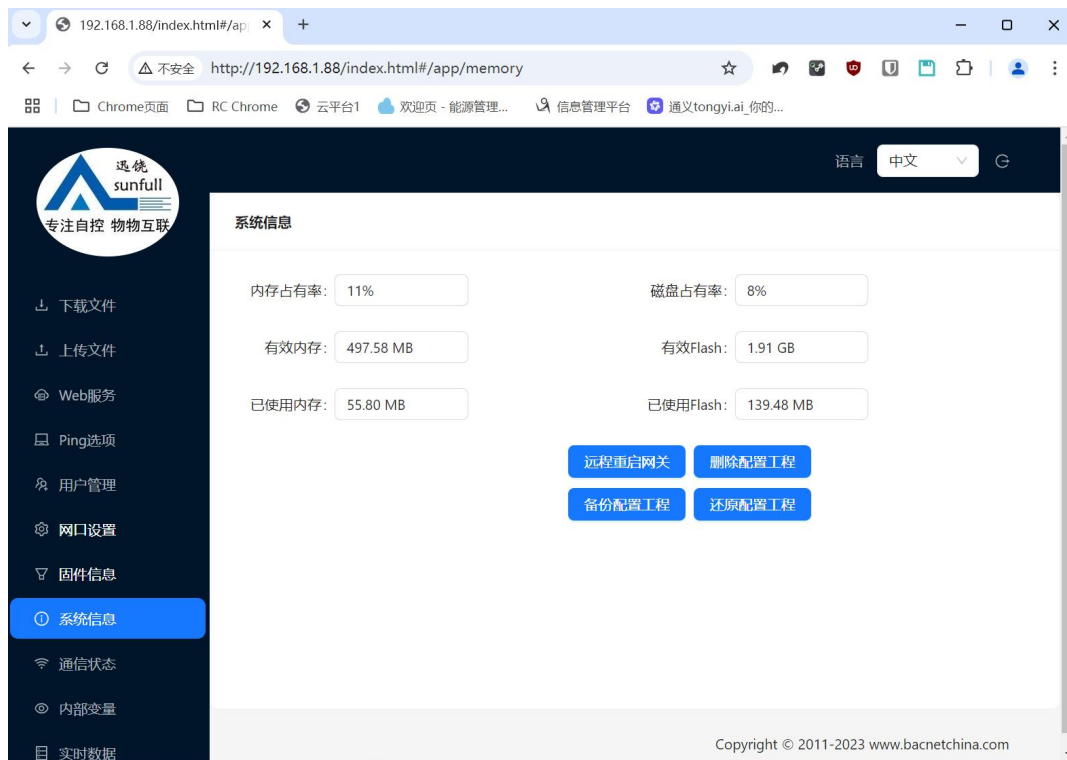 192.168.1.88/index.html#/ap
不安全 http://192.168.1.88/index.html#/app/memory
Chrome页面 RC Chrome 云平台1 欢迎页 - 能源管理... 信息管理平台 通义tongyi.ai_你的...
迅饶
sunfull
专注自控 物物互联
语言 中文
系统信息
内存占有率: 11% 磁盘占有率: 8%
有效内存: 497.58 MB 有效Flash: 1.91 GB
已使用内存: 55.80 MB 已使用Flash: 139.48 MB
远程重启网关 删除配置工程
备份配置工程 还原配置工程
下载文件
上传文件
Web服务
Ping选项
用户管理
网口设置
固件信息
系统信息
通信状态
内部变量
实时数据
Copyright © 2011-2023 www.bacnetchina.com